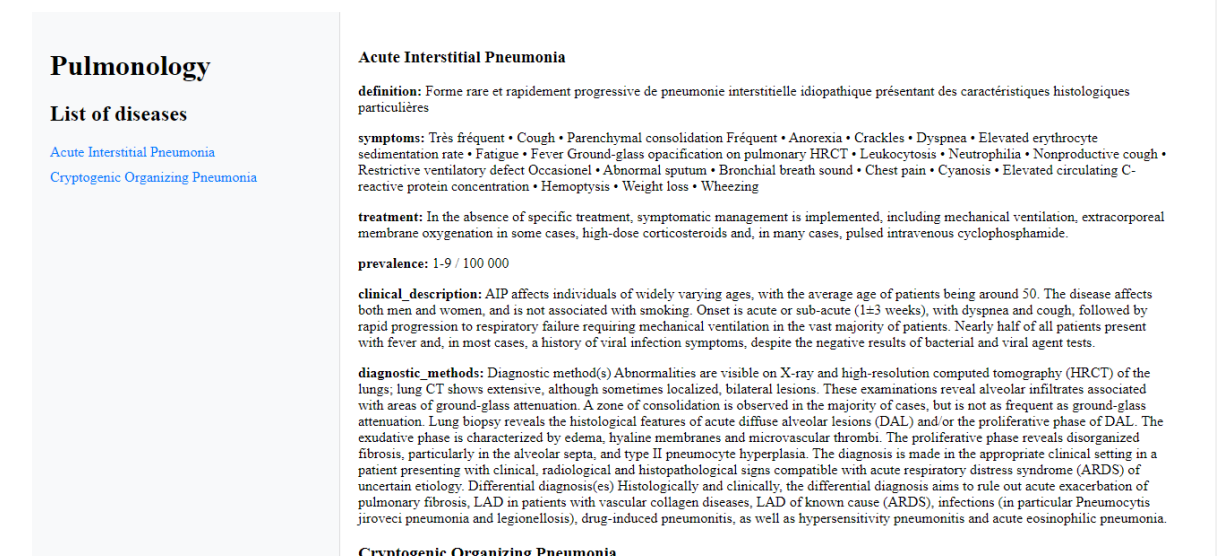 Pulmonology
List of diseases
Acute Interstitial Pneumonia
Cryptogenic Organizing Pneumonia
Acute Interstitial Pneumonia
definition: Forme rare et rapidement progressive de pneumonie interstitielle idiopathique présentant des caractéristiques histologiques
particulières
symptoms: Très fréquent • Cough • Parenchymal consolidation Fréquent • Anorexia • Crackles • Dyspnea • Elevated erythrocyte
sedimentation rate • Fatigue • Fever Ground-glass opacification on pulmonary HRCT • Leukocytosis • Neutrophilia • Nonproductive cough •
Restrictive ventilatory defect Occasionel • Abnormal sputum • Bronchial breath sound • Chest pain • Cyanosis • Elevated circulating C-
reactive protein concentration • Hemoptysis • Weight loss • Wheezing
treatment: In the absence of specific treatment, symptomatic management is implemented, including mechanical ventilation, extracorporeal
membrane oxygenation in some cases, high-dose corticosteroids and, in many cases, pulsed intravenous cyclophosphamide.
prevalence: 1-9 / 100 000
clinical_description: AIP affects individuals of widely varying ages, with the average age of patients being around 50. The disease affects
both men and women, and is not associated with smoking. Onset is acute or sub-acute (1±3 weeks), with dyspnea and cough, followed by
rapid progression to respiratory failure requiring mechanical ventilation in the vast majority of patients. Nearly half of all patients present
with fever and, in most cases, a history of viral infection symptoms, despite the negative results of bacterial and viral agent tests.
diagnostic_methods: Diagnostic method(s) Abnormalities are visible on X-ray and high-resolution computed tomography (HRCT) of the
lungs; lung CT shows extensive, although sometimes localized, bilateral lesions. These examinations reveal alveolar infiltrates associated
with areas of ground-glass attenuation. A zone of consolidation is observed in the majority of cases, but is not as frequent as ground-glass
attenuation. Lung biopsy reveals the histological features of acute diffuse alveolar lesions (DAL) and/or the proliferative phase of DAL. The
exudative phase is characterized by edema, hyaline membranes and microvascular thrombi. The proliferative phase reveals disorganized
fibrosis, particularly in the alveolar septa, and type II pneumocyte hyperplasia. The diagnosis is made in the appropriate clinical setting in a
patient presenting with clinical, radiological and histopathological signs compatible with acute respiratory distress syndrome (ARDS) of
uncertain etiology. Differential diagnosis(es) Histologically and clinically, the differential diagnosis aims to rule out acute exacerbation of
pulmonary fibrosis, LAD in patients with vascular collagen diseases, LAD of known cause (ARDS), infections (in particular Pneumocytis
jiroveci pneumonia and legionellosis), drug-induced pneumonitis, as well as hypersensitivity pneumonitis and acute eosinophilic pneumonia.
Cryptogenic Organizing Pneumonia